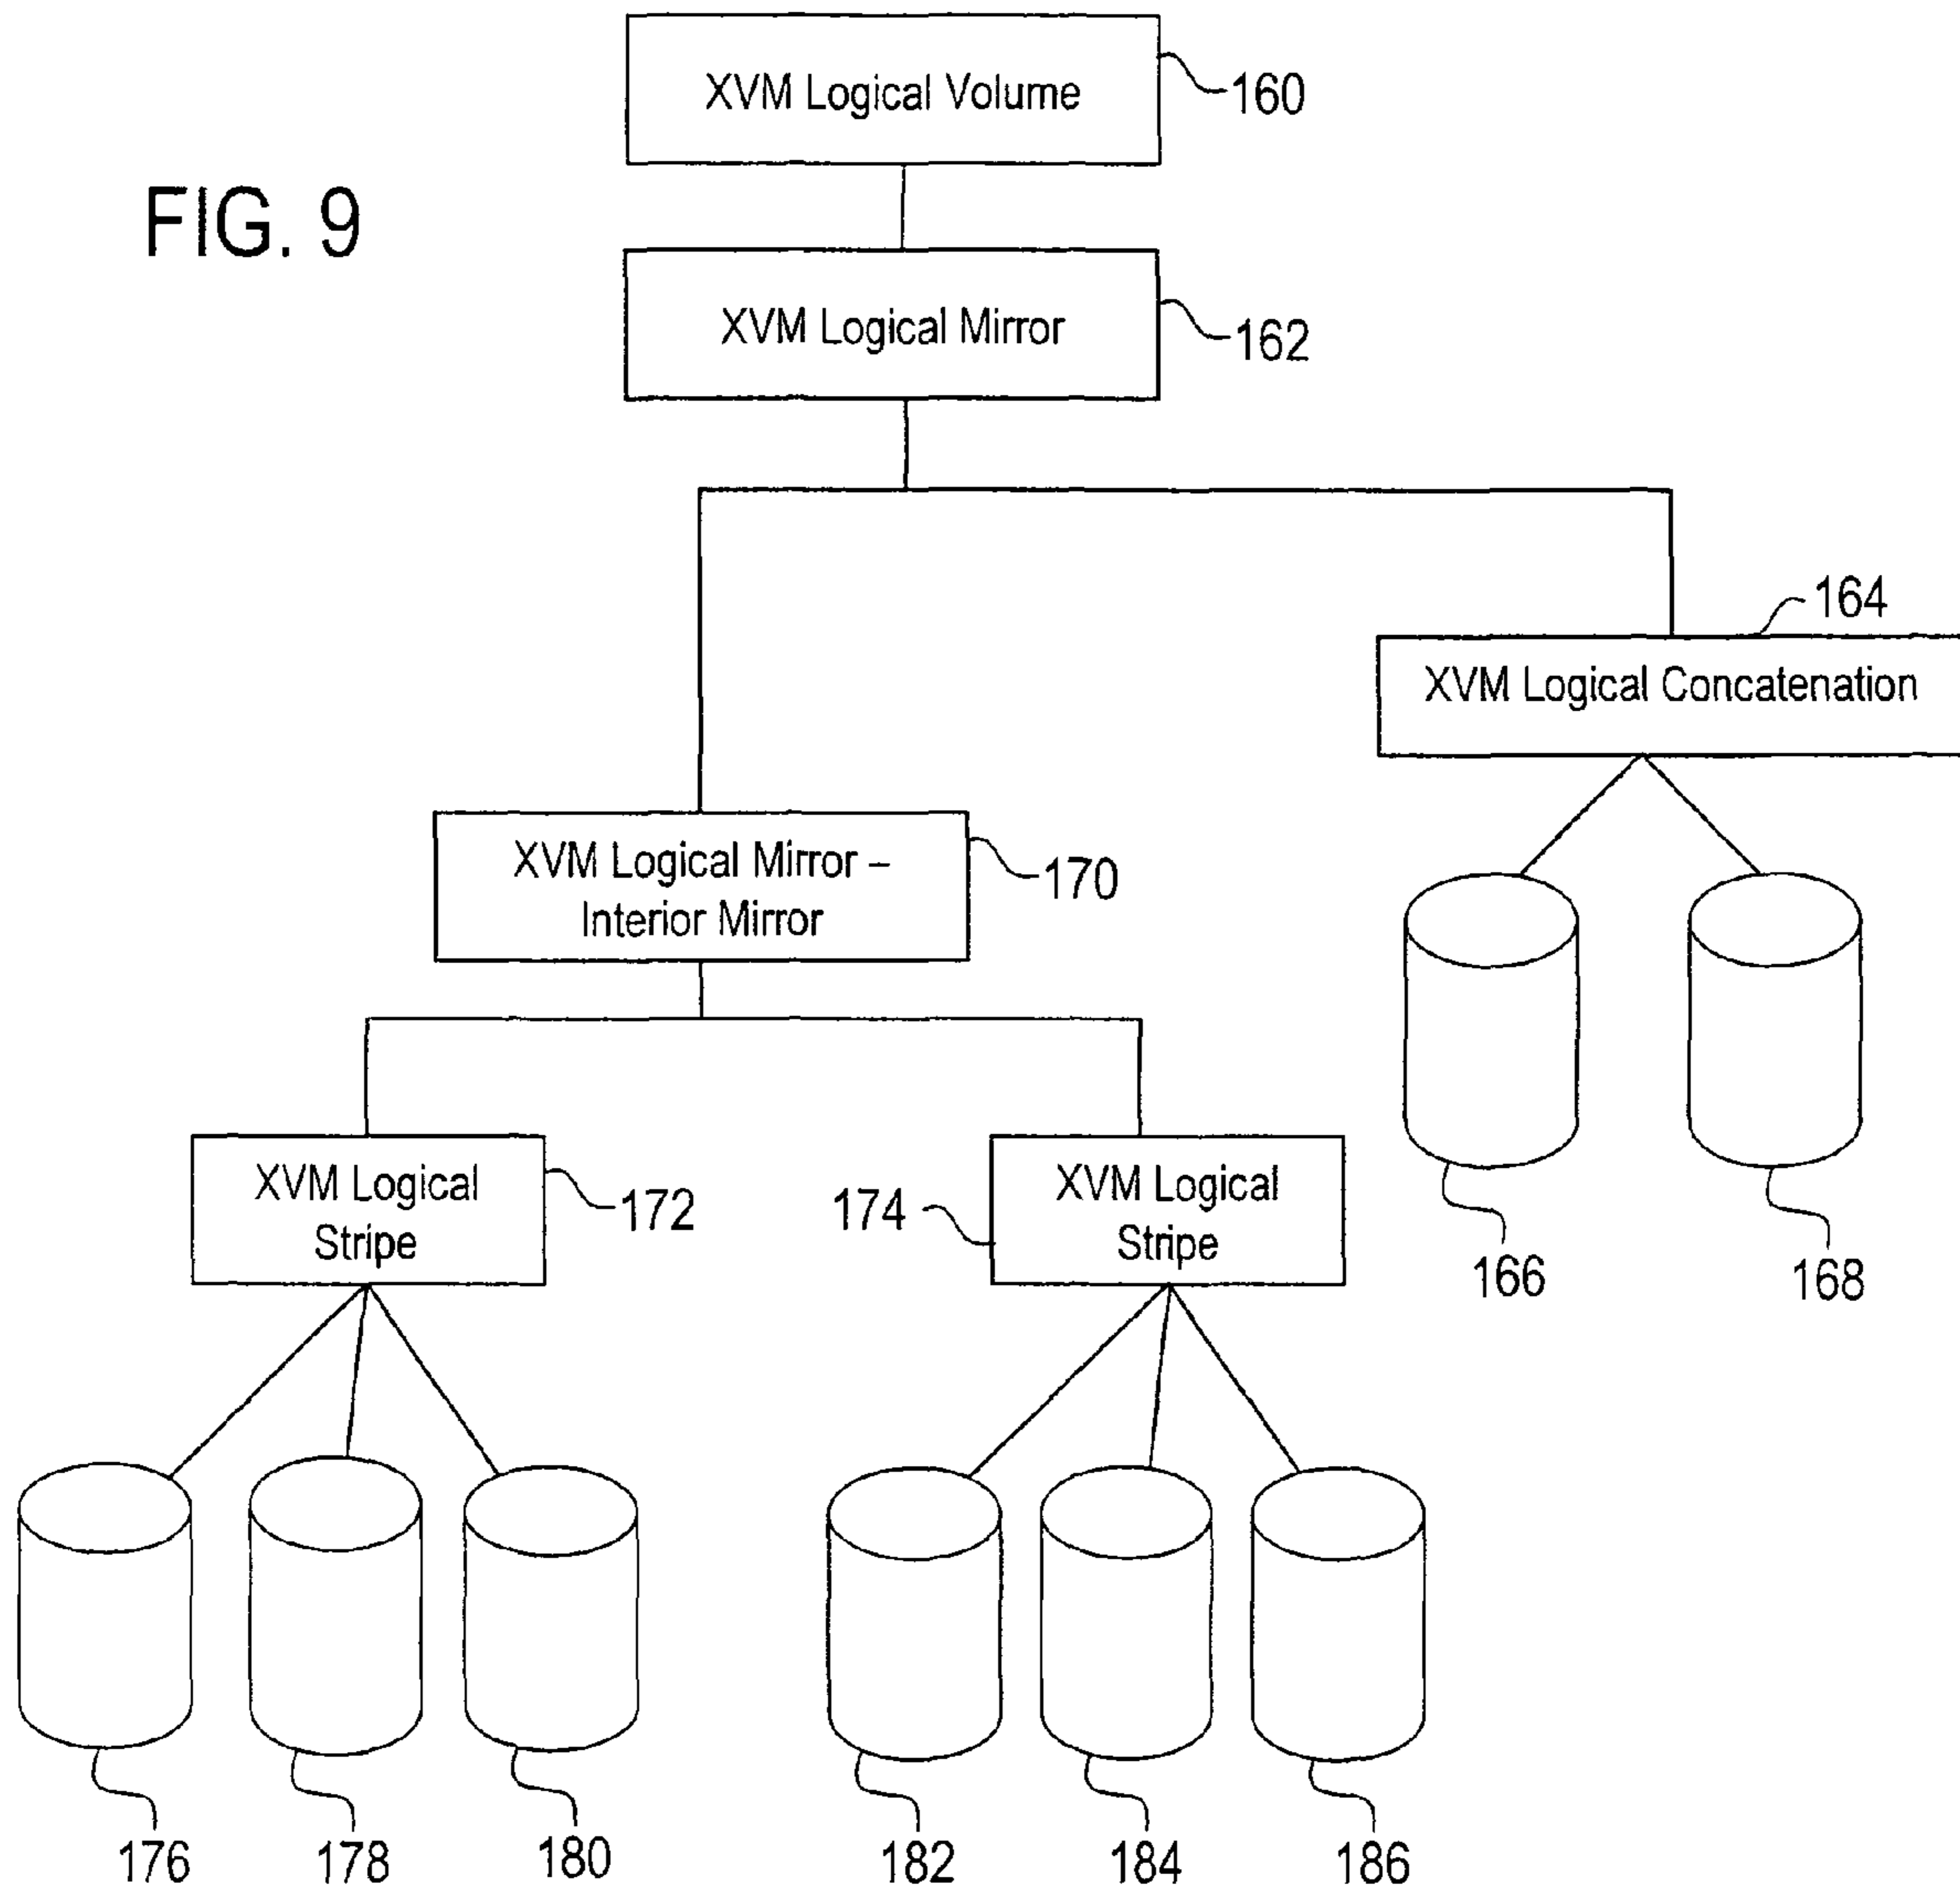 XVM Logical Volume
160
FIG. 9
XVM Logical Mirror
162
164
XVM Logical Concatenation
XVM Logical Mirror –
Interior Mirror
170
XVM Logical
Stripe
172
174
XVM Logical
Stripe
166
168
176
178
180
182
184
186